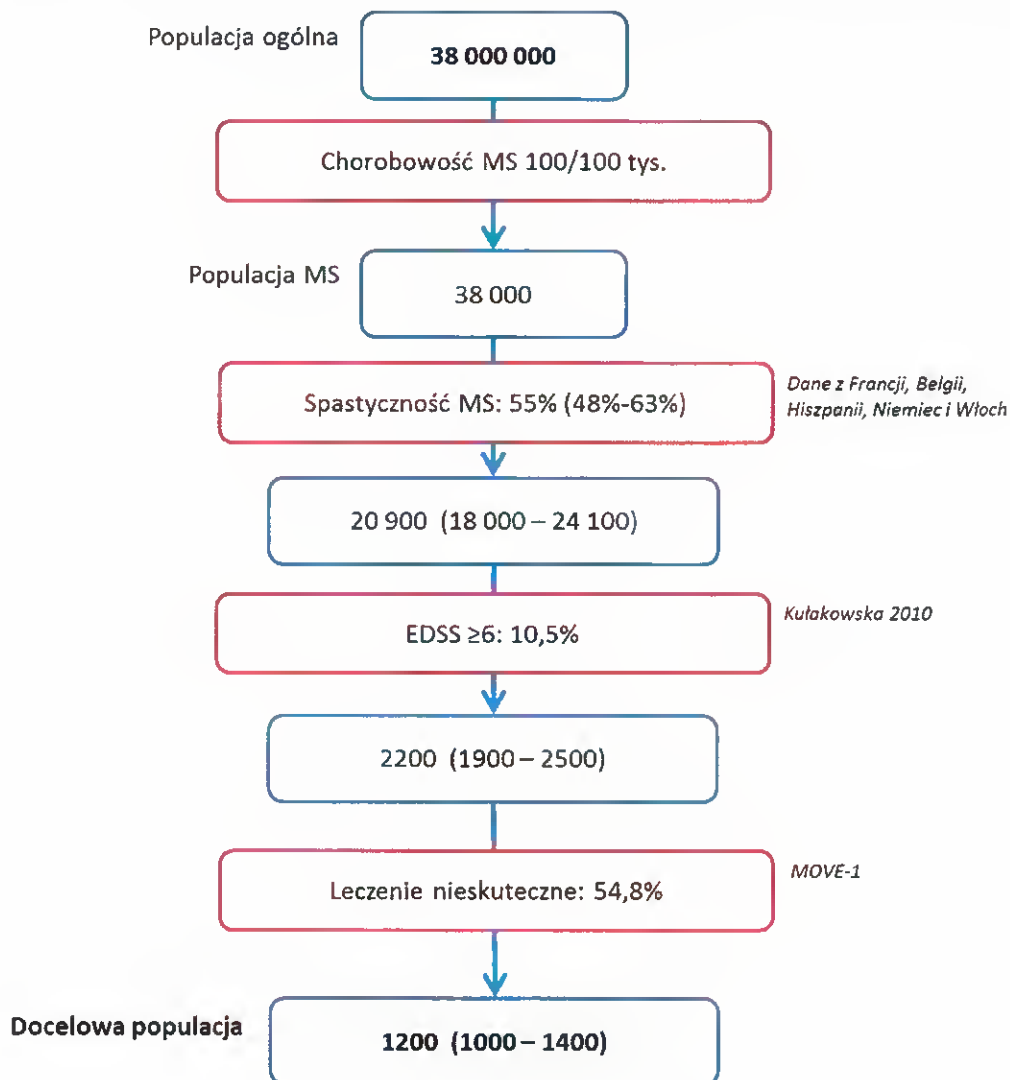 Populacja ogólna
38 000 000
Chorobowość MS 100/100 tys.
Populacja MS
38 000
Spastyczność MS: 55% (48%-63%)
Dane z Francji, Belgii,
Hiszpanii, Niemiec i Włoch
20 900 (18 000 – 24 100)
EDSS ≥6: 10,5%
Kułakowska 2010
2200 (1900 – 2500)
Leczenie nieskuteczne: 54,8%
MOVE-1
Docelowa populacja
1200 (1000 – 1400)